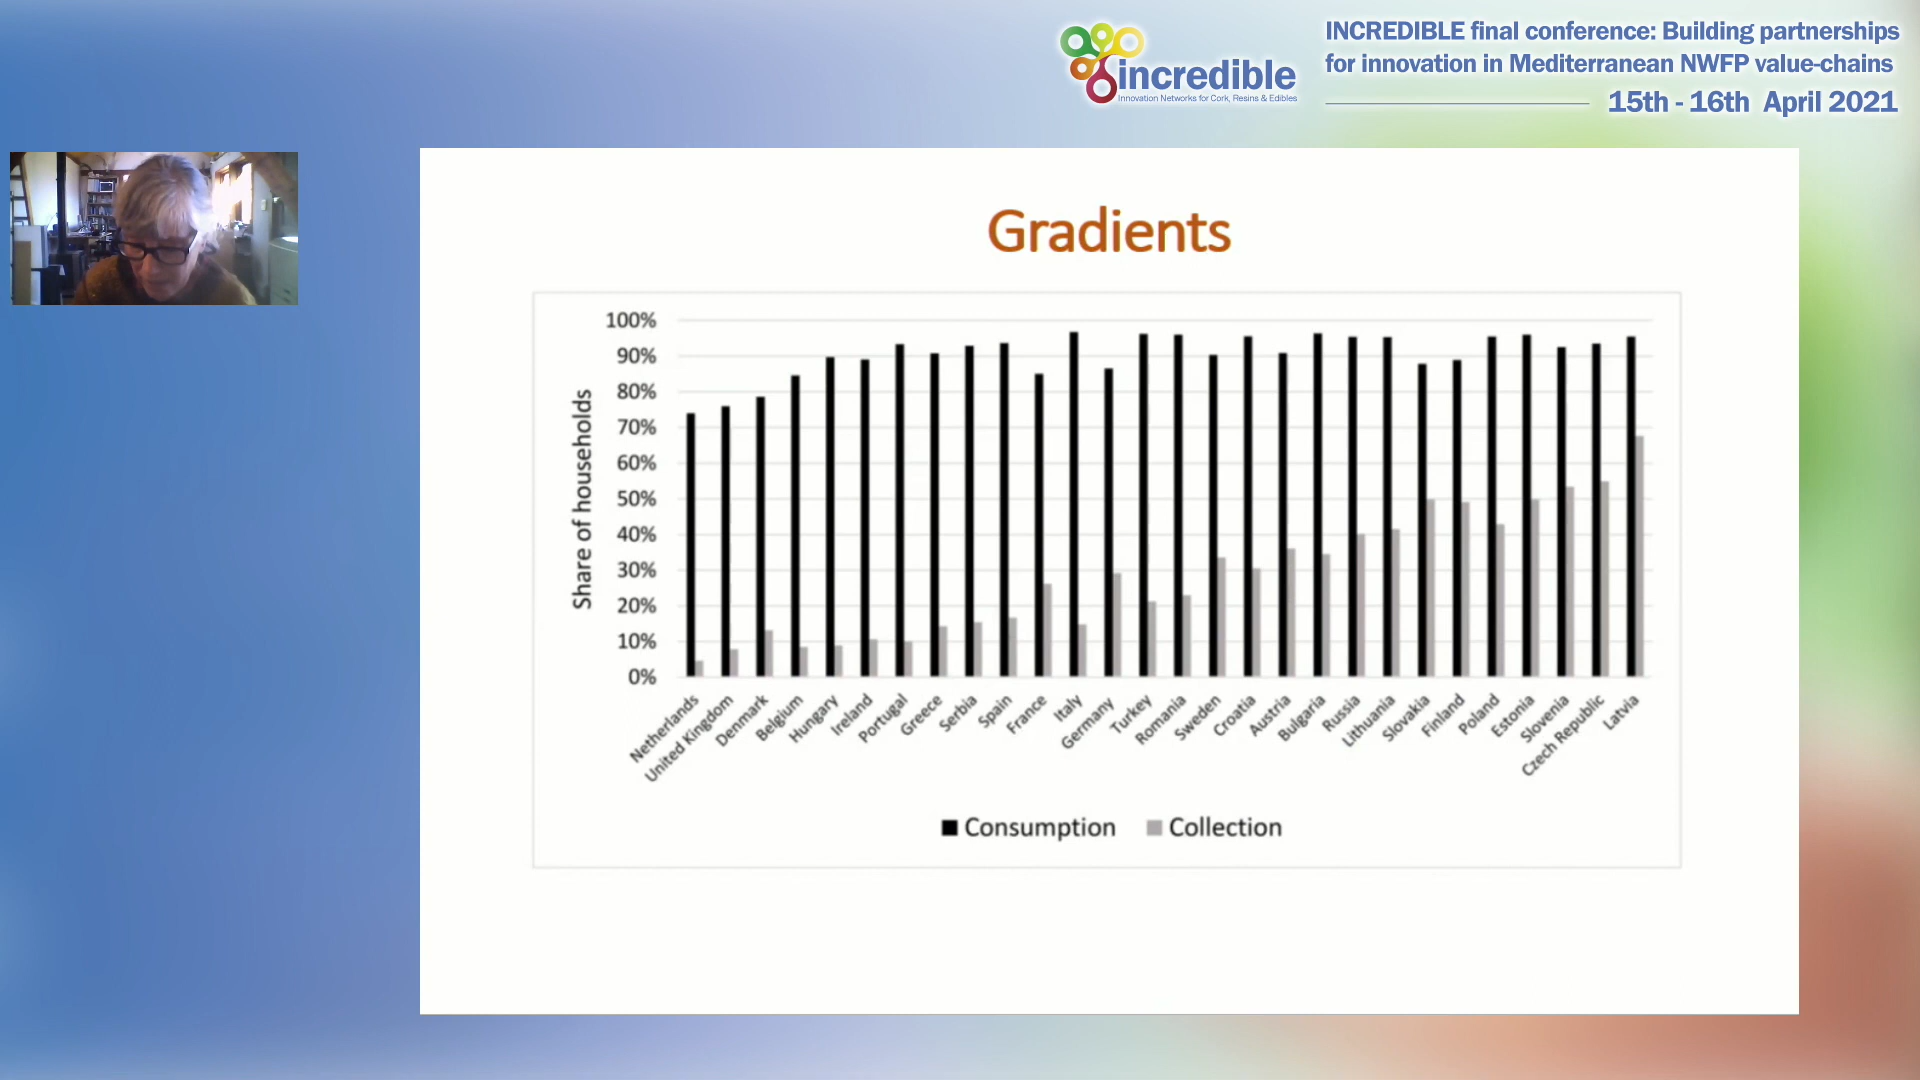 incredible
Innovation Networks for Cork, Resins & Edibles
INCREDIBLE final conference: Building partnerships
for innovation in Mediterranean NWFP value-chains
15th - 16th April 2021
Gradients
Share of households
100%
90%
80%
70%
60%
50%
40%
30%
20%
10%
0%
Netherlands
United Kingdom
Denmark
Belgium
Hungary
Ireland
Portugal
Greece
Serbia
Spain
France
Italy
Germany
Turkey
Romania
Sweden
Croatia
Austria
Bulgaria
Russia
Lithuania
Slovakia
Finland
Poland
Estonia
Slovenia
Czech Republic
Latvia
Consumption
Collection